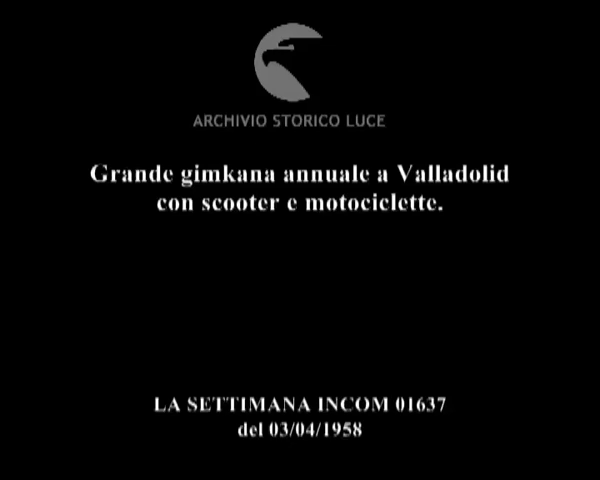 ARCHIVIO STORICO LUCE
Grande gimkana annuale a Valladolid
con scooter e motociclette.
LA SETTIMANA INCOM 01637
del 03/04/1958